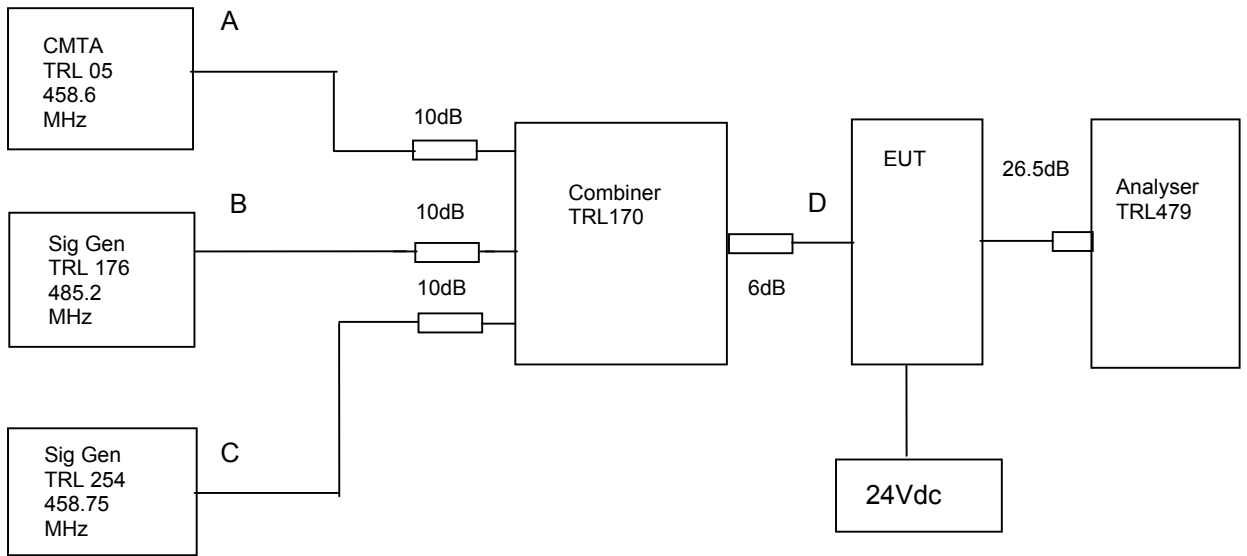 A
CMTA
TRL 05
458.6
MHz
10dB
B
Sig Gen
TRL 176
485.2
MHz
10dB
10dB
C
Sig Gen
TRL 254
458.75
MHz
Combiner
TRL170
6dB
D
EUT
24Vdc
26.5dB
Analyser
TRL479